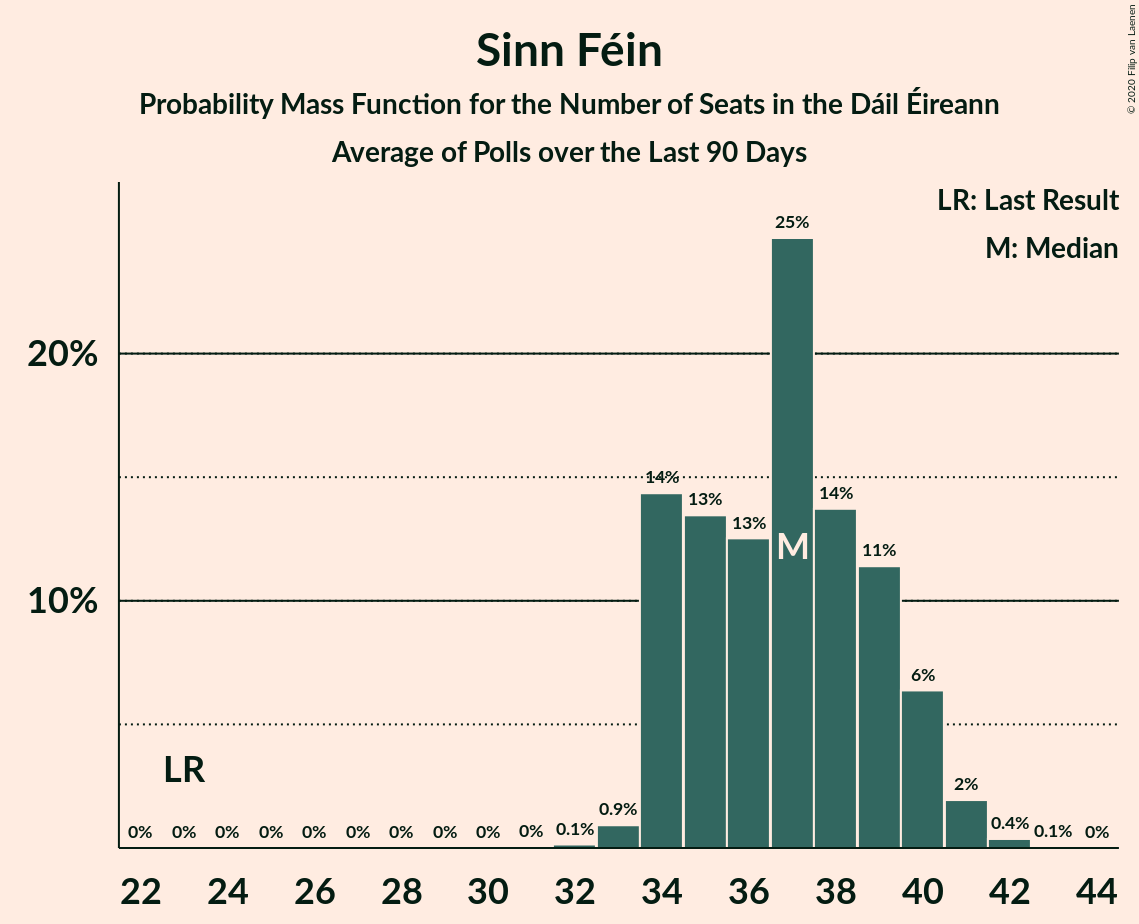 Sinn Féin
Probability Mass Function for the Number of Seats in the Dáil Éireann
Average of Polls over the Last 90 Days
© 2020 Filip van Laenen
LR: Last Result
M: Median
25%
20%
14%
13%
13%
14%
11%
M
10%
6%
LR
2%
0% 0% 0% 0% 0% 0% 0% 0% 0% 0% 0.1% 0.9% 0.4% 0.1% 0%
22 24 26 28 30 32 34 36 38 40 42 44